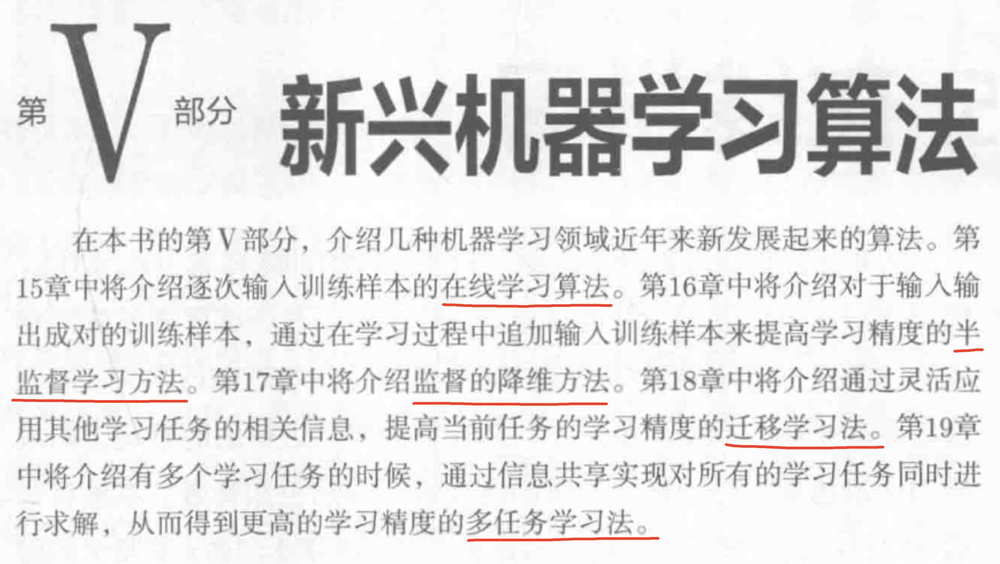 第V部分 新兴机器学习算法
在本书的第V部分，介绍几种机器学习领域近年来新发展起来的算法。第
15章中将介绍逐次输入训练样本的在线学习算法。第16章中将介绍对于输入输
出成对的训练样本，通过在学习过程中追加输入训练样本来提高学习精度的半
监督学习方法。第17章中将介绍监督的降维方法。第18章中将介绍通过灵活应
用其他学习任务的相关信息，提高当前任务的学习精度的迁移学习法。第19章
中将介绍有多个学习任务的时候，通过信息共享实现对所有的学习任务同时进
行求解，从而得到更高的学习精度的多任务学习法。